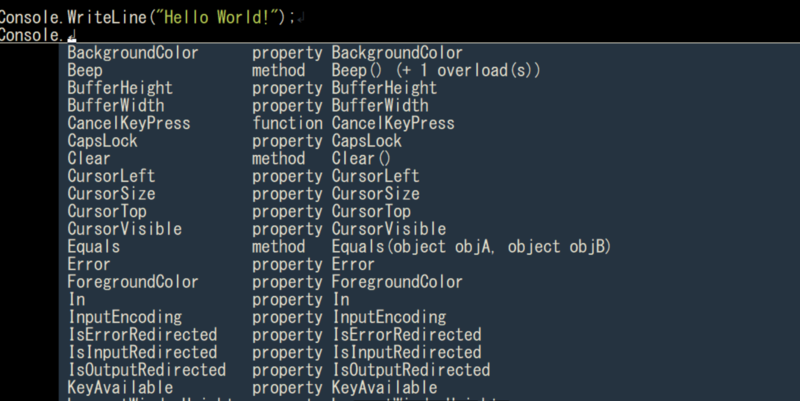 Console.WriteLine("Hello World!");
Console.
BackgroundColor property BackgroundColor
Beep method Beep() (+ 1 overload(s))
BufferHeight property BufferHeight
BufferWidth property BufferWidth
CancelKeyPress function CancelKeyPress
CapsLock property CapsLock
Clear method Clear()
CursorLeft property CursorLeft
CursorSize property CursorSize
CursorTop property CursorTop
CursorVisible property CursorVisible
Equals method Equals(object objA, object objB)
Error property Error
ForegroundColor property ForegroundColor
In property In
InputEncoding property InputEncoding
IsErrorRedirected property IsErrorRedirected
IsInputRedirected property IsInputRedirected
IsOutputRedirected property IsOutputRedirected
KeyAvailable property KeyAvailable